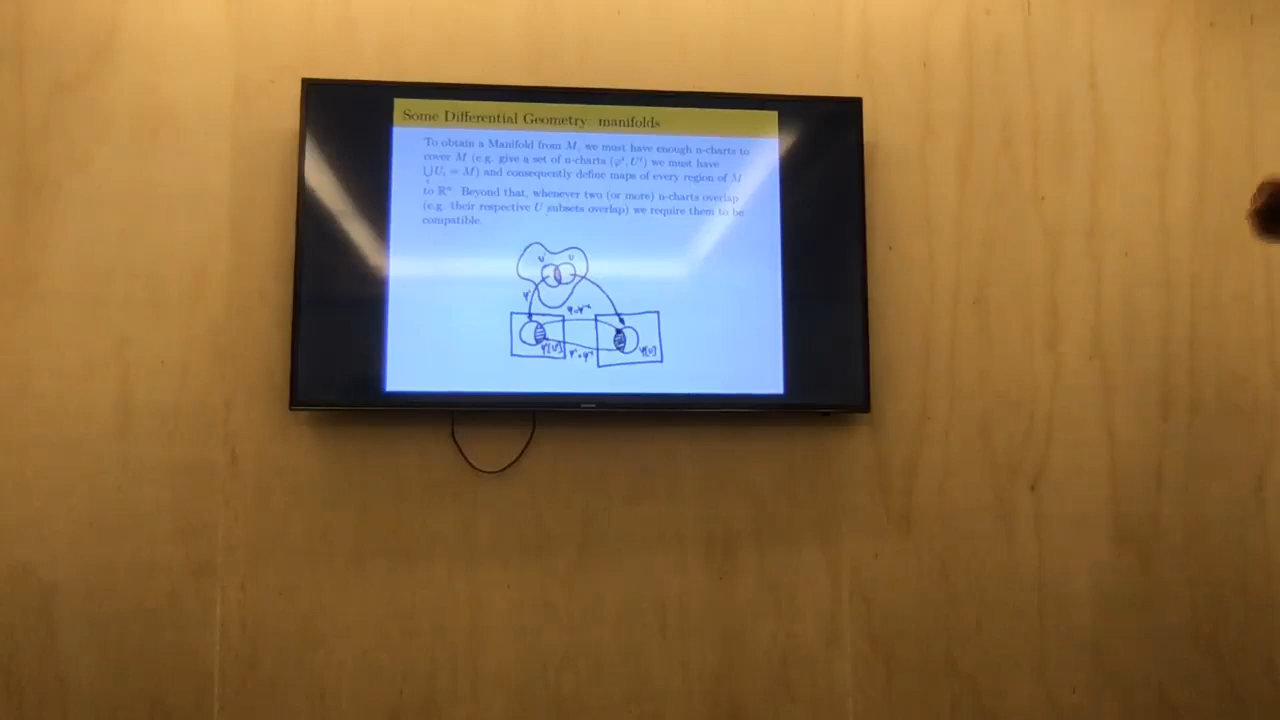 Some Differential Geometry: manifolds
To obtain a Manifold from M, we must have enough n-charts to
cover M (e.g. give a set of n-charts (φⁱ, Uⁱ) we must have
⋃ᵢ Uᵢ = M) and consequently define maps of every region of M
to ℝⁿ. Beyond that, whenever two (or more) n-charts overlap
(e.g. their respective U subsets overlap) we require them to be
compatible.
U' U
φ'
φ'[U'] φ[U]